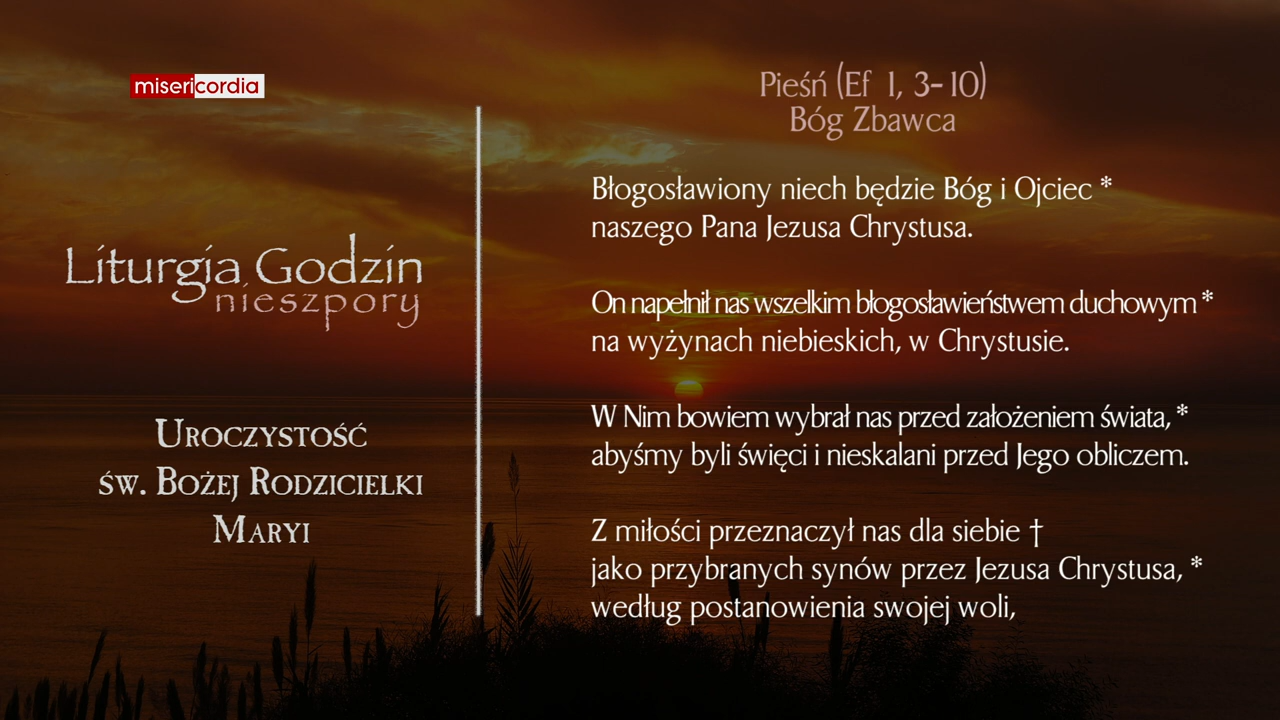 misericordia
Liturgia Godzin
nieszpory
Uroczystość
św. Bożej Rodzicielki
Maryi
Pieśń (Ef 1, 3-10)
Bóg Zbawca
Błogosławiony niech będzie Bóg i Ojciec *
naszego Pana Jezusa Chrystusa.
On napełnił nas wszelkim błogosławieństwem duchowym *
na wyżynach niebieskich, w Chrystusie.
W Nim bowiem wybrał nas przed założeniem świata, *
abyśmy byli święci i nieskalani przed Jego obliczem.
Z miłości przeznaczył nas dla siebie †
jako przybranych synów przez Jezusa Chrystusa, *
według postanowienia swojej woli,